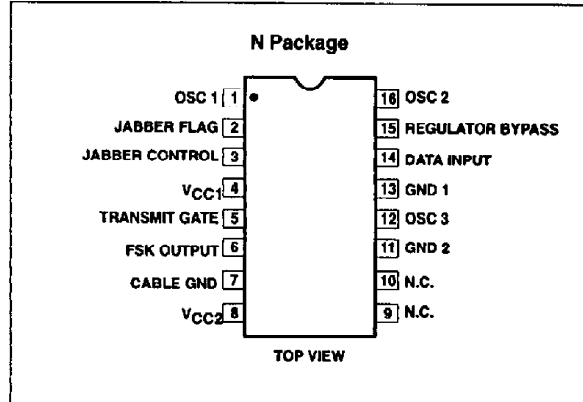 N Package
OSC 1 1 16 OSC 2
JABBER FLAG 2 15 REGULATOR BYPASS
JABBER CONTROL 3 14 DATA INPUT
VCC1 4 13 GND 1
TRANSMIT GATE 5 12 OSC 3
FSK OUTPUT 6 11 GND 2
CABLE GND 7 10 N.C.
VCC2 8 9 N.C.
TOP VIEW